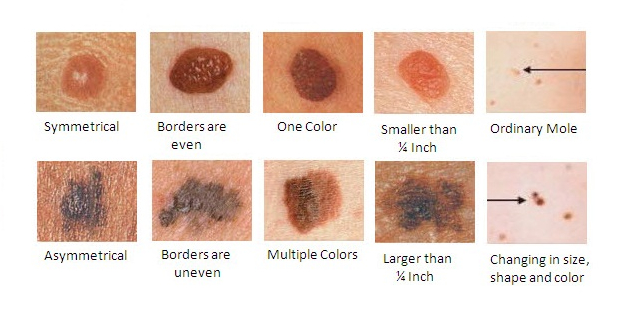 Symmetrical
Borders are
even
One Color
Smaller than
¼ Inch
Ordinary Mole
Asymmetrical
Borders are
uneven
Multiple Colors
Larger than
¼ Inch
Changing in size,
shape and color